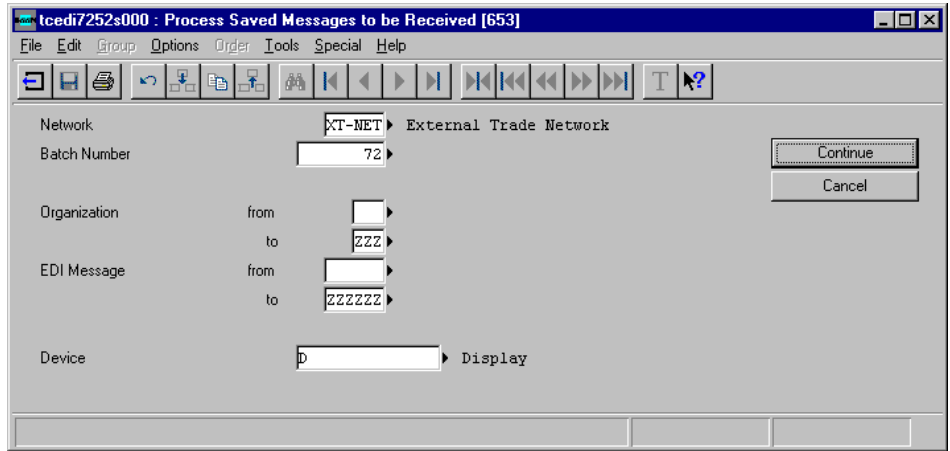 tcedi7252s000 : Process Saved Messages to be Received [653]
File Edit Group Options Order Tools Special Help
T ?
Network XT-NET External Trade Network
Batch Number 72
Continue
Cancel
Organization from
to ZZZ
EDI Message from
to ZZZZZZ
Device D Display